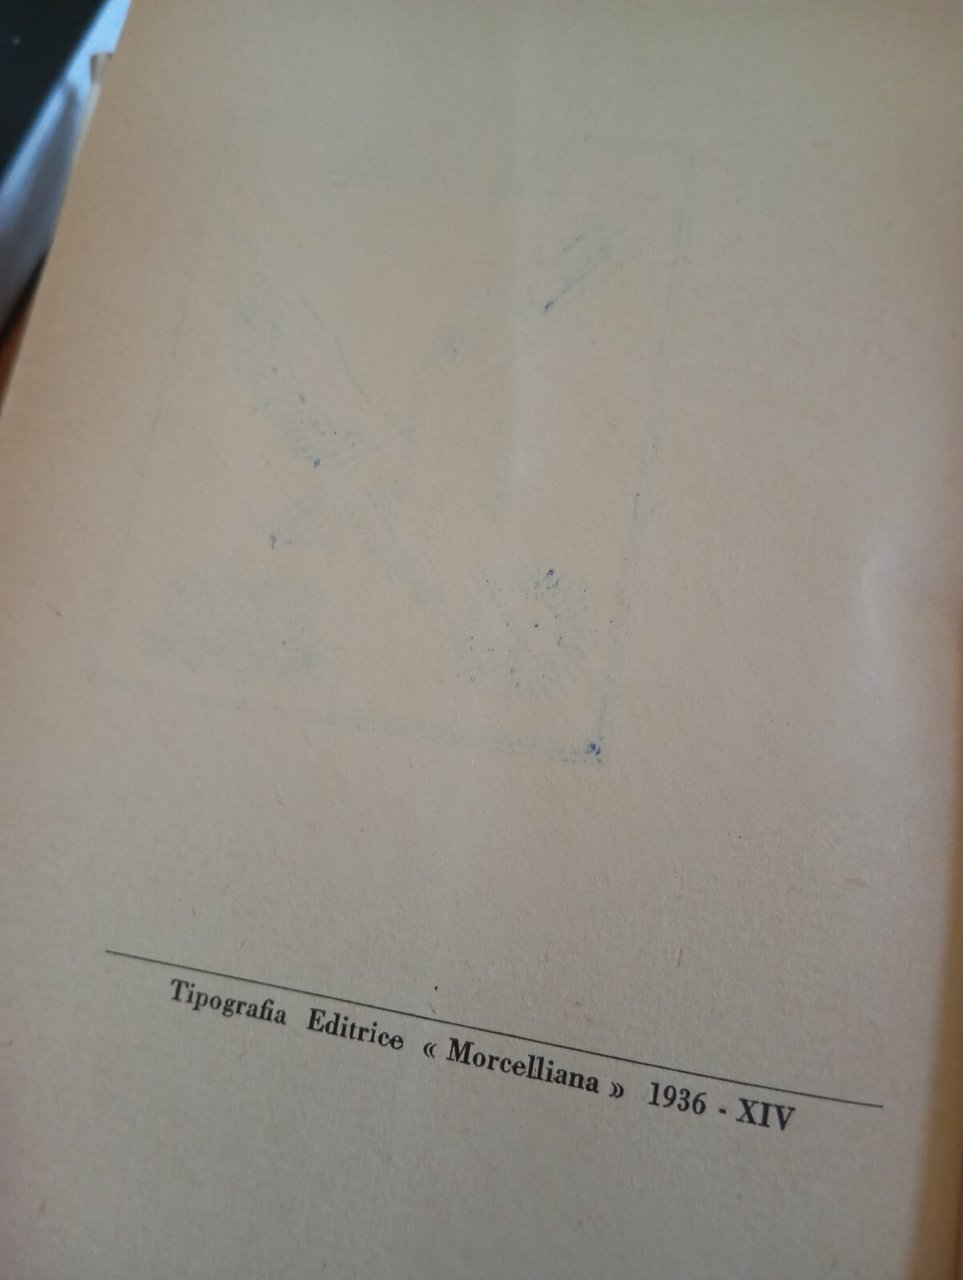 Tipografia Editrice « Morcelliana » 1936 - XIV